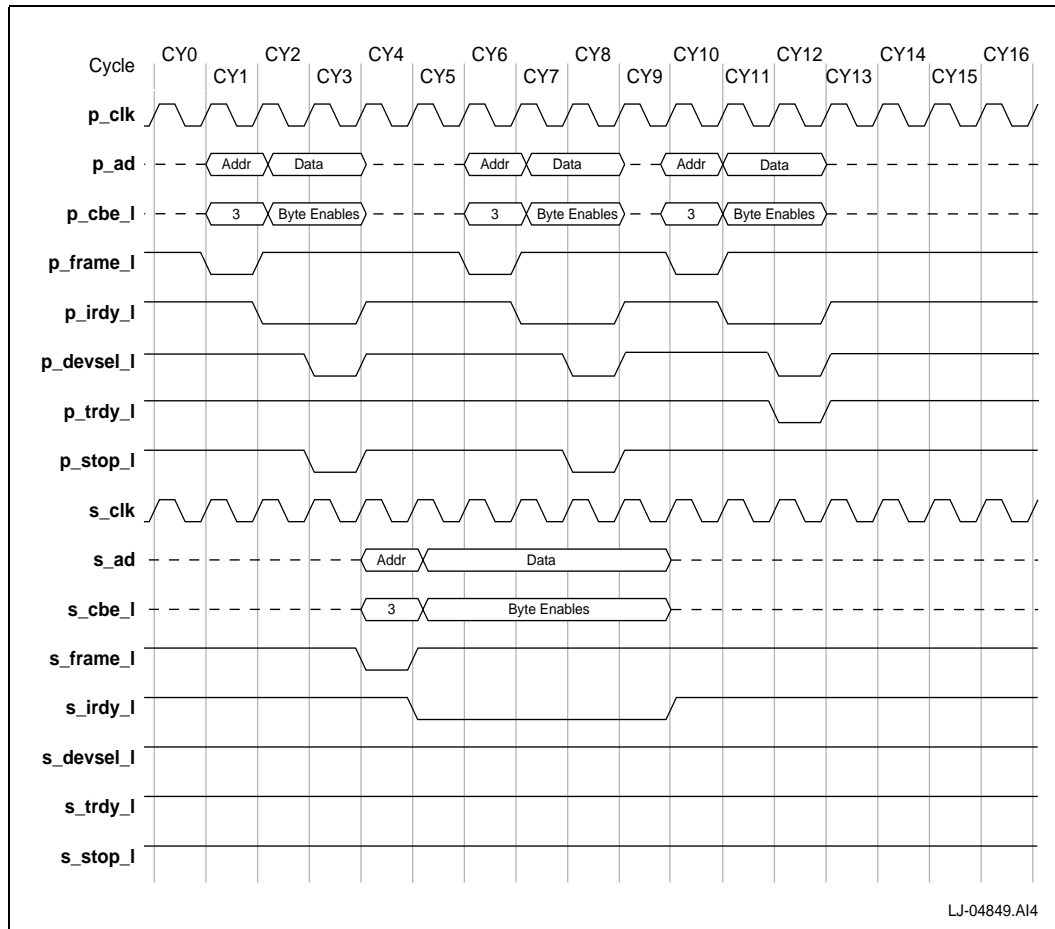 Cycle CY0 CY2 CY4 CY6 CY8 CY10 CY12 CY14 CY16
CY1 CY3 CY5 CY7 CY9 CY11 CY13 CY15
p_clk
p_ad Addr Data Addr Data Addr Data
p_cbe_l 3 Byte Enables 3 Byte Enables 3 Byte Enables
p_frame_l
p_irdy_l
p_devsel_l
p_trdy_l
p_stop_l
s_clk
s_ad Addr Data
s_cbe_l 3 Byte Enables
s_frame_l
s_irdy_l
s_devsel_l
s_trdy_l
s_stop_l
LJ-04849.AI4